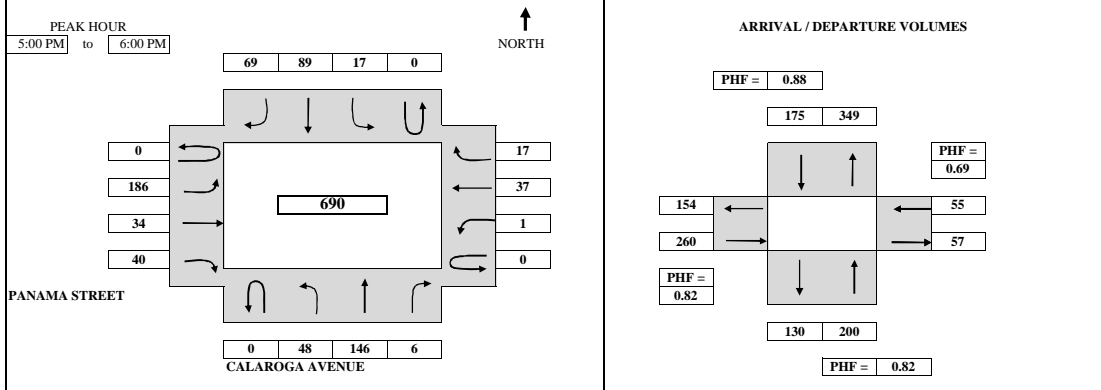 PEAK HOUR
5:00 PM to 6:00 PM
NORTH
69 89 17 0
0 17
186 37
690
34 1
40 0
PANAMA STREET
0 48 146 6
CALAROGA AVENUE
ARRIVAL / DEPARTURE VOLUMES
PHF = 0.88
175 349
PHF =
0.69
154 55
260 57
PHF =
0.82
130 200
PHF = 0.82